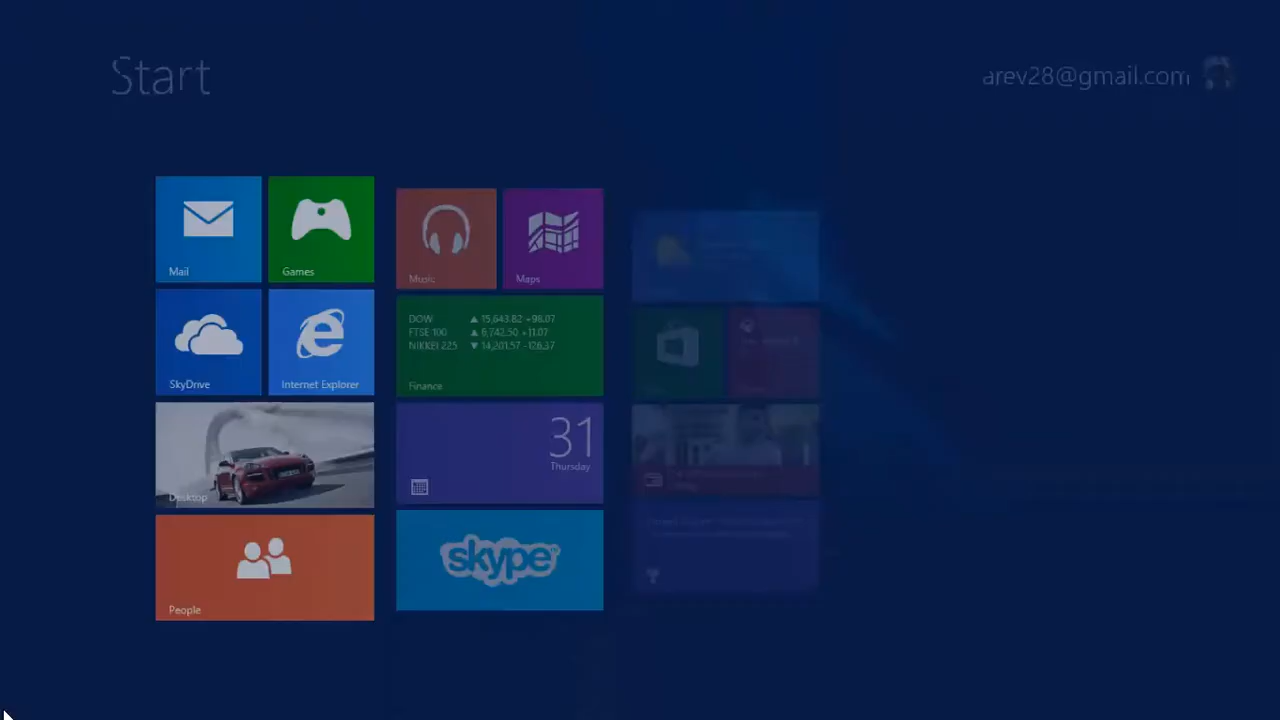 Start
arev28@gmail.com
Mail
Games
SkyDrive
Internet Explorer
Desktop
People
Music
Maps
DOW ▲ 15,643.82 +98.07
FTSE 100 ▲ 6,742.50 +11.07
NIKKEI 225 ▼ 14,201.57 -126.37
Finance
31
Thursday
skype